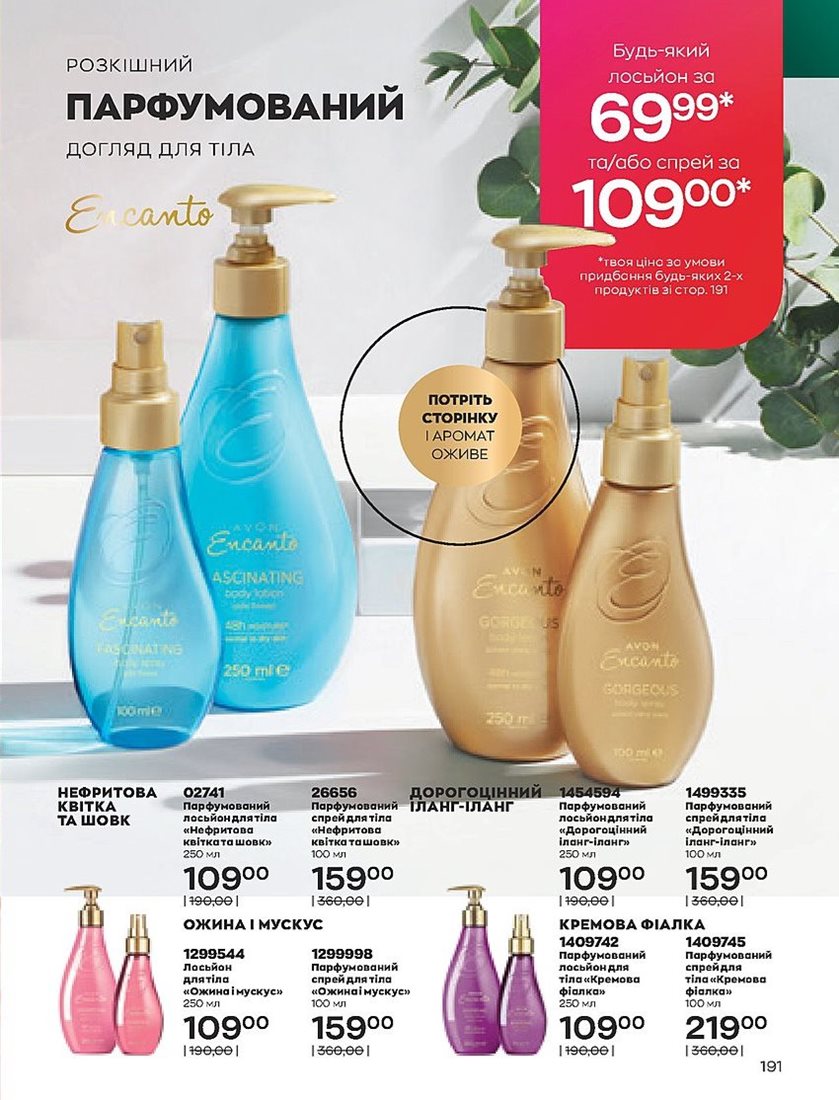 РОЗКІШНИЙ
ПАРФУМОВАНИЙ
ДОГЛЯД ДЛЯ ТІЛА
Encanto
Будь-який
лосьйон за
69⁹⁹*
та/або спрей за
109⁰⁰*
*твоя ціна за умови
придбання будь-яких 2-х
продуктів зі стор. 191
ПОТРІТЬ
СТОРІНКУ
І АРОМАТ
ОЖИВЕ
AVON
Encanto
FASCINATING
body spray
100 ml e
AVON
Encanto
FASCINATING
body lotion
48h
250 ml e
AVON
Encanto
GORGEOUS
48h
250 ml
AVON
Encanto
GORGEOUS
body spray
100 ml e
НЕФРИТОВА
КВІТКА
ТА ШОВК
02741
Парфумований
лосьйон для тіла
«Нефритова
квітка та шовк»
250 мл
109⁰⁰
|190,00|
26656
Парфумований
спрей для тіла
«Нефритова
квітка та шовк»
100 мл
159⁰⁰
|360,00|
ДОРОГОЦІННИЙ
ІЛАНГ-ІЛАНГ
1454594
Парфумований
лосьйон для тіла
«Дорогоцінний
іланг-іланг»
250 мл
109⁰⁰
|190,00|
1499335
Парфумований
спрей для тіла
«Дорогоцінний
іланг-іланг»
100 мл
159⁰⁰
|360,00|
ОЖИНА І МУСКУС
1299544
Лосьйон
для тіла
«Ожина і мускус»
250 мл
109⁰⁰
|190,00|
1299998
Парфумований
спрей для тіла
«Ожина і мускус»
100 мл
159⁰⁰
|360,00|
КРЕМОВА ФІАЛКА
1409742
Парфумований
лосьйон для
тіла «Кремова
фіалка»
250 мл
109⁰⁰
|190,00|
1409745
Парфумований
спрей для
тіла «Кремова
фіалка»
100 мл
219⁰⁰
|360,00|
191